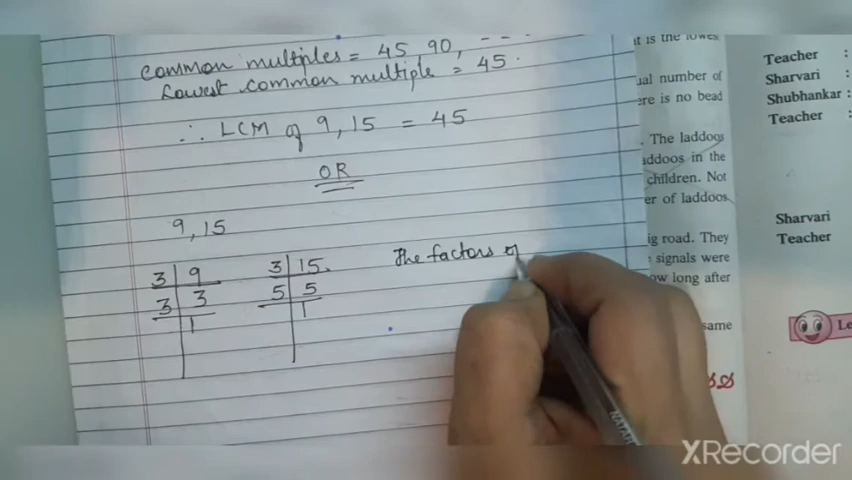 Common multiples = 45 90, ---
Lowest common multiple = 45.
∴ LCM of 9, 15 = 45
OR
9, 15
3 | 9
3 | 3
1
3 | 15.
5 | 5
1
The factors of
it is the lowes
ual number of
ere is no bead
. The laddoos
addoos in the
children. Not
er of laddoos
ig road. They
signals were
ow long after
same
Teacher :
Sharvari :
Shubhankar :
Teacher :
Sharvari
Teacher
Le
XRecorder